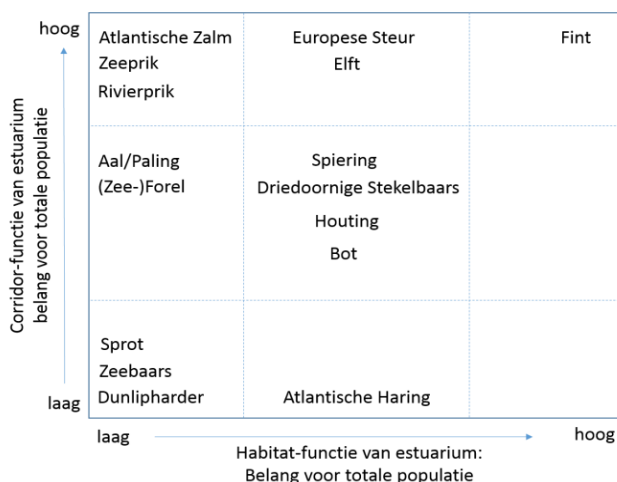 hoog
Atlantische Zalm
Europese Steur
Fint
Zeeprik
Elft
Rivierprik
Corridor-functie van estuarium
belang voor totale populatie
Aal/Paling
Spiering
(Zee-)Forel
Driedoornige Stekelbaars
Houting
Bot
Sprot
Zeebaars
Dunlipharder
Atlantische Haring
laag
laag
hoog
Habitat-functie van estuarium:
Belang voor totale populatie